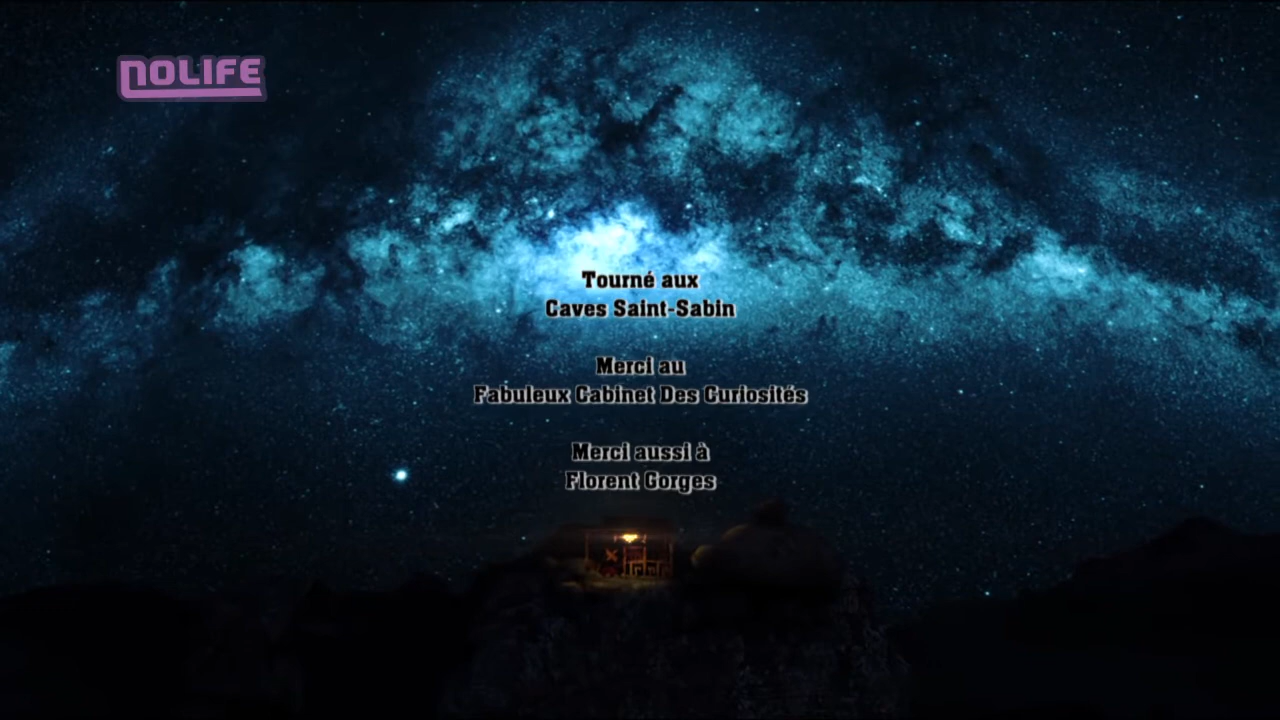 NOLIFE
Tourné aux
Caves Saint-Sabin
Merci au
Fabuleux Cabinet Des Curiosités
Merci aussi à
Florent Gorges